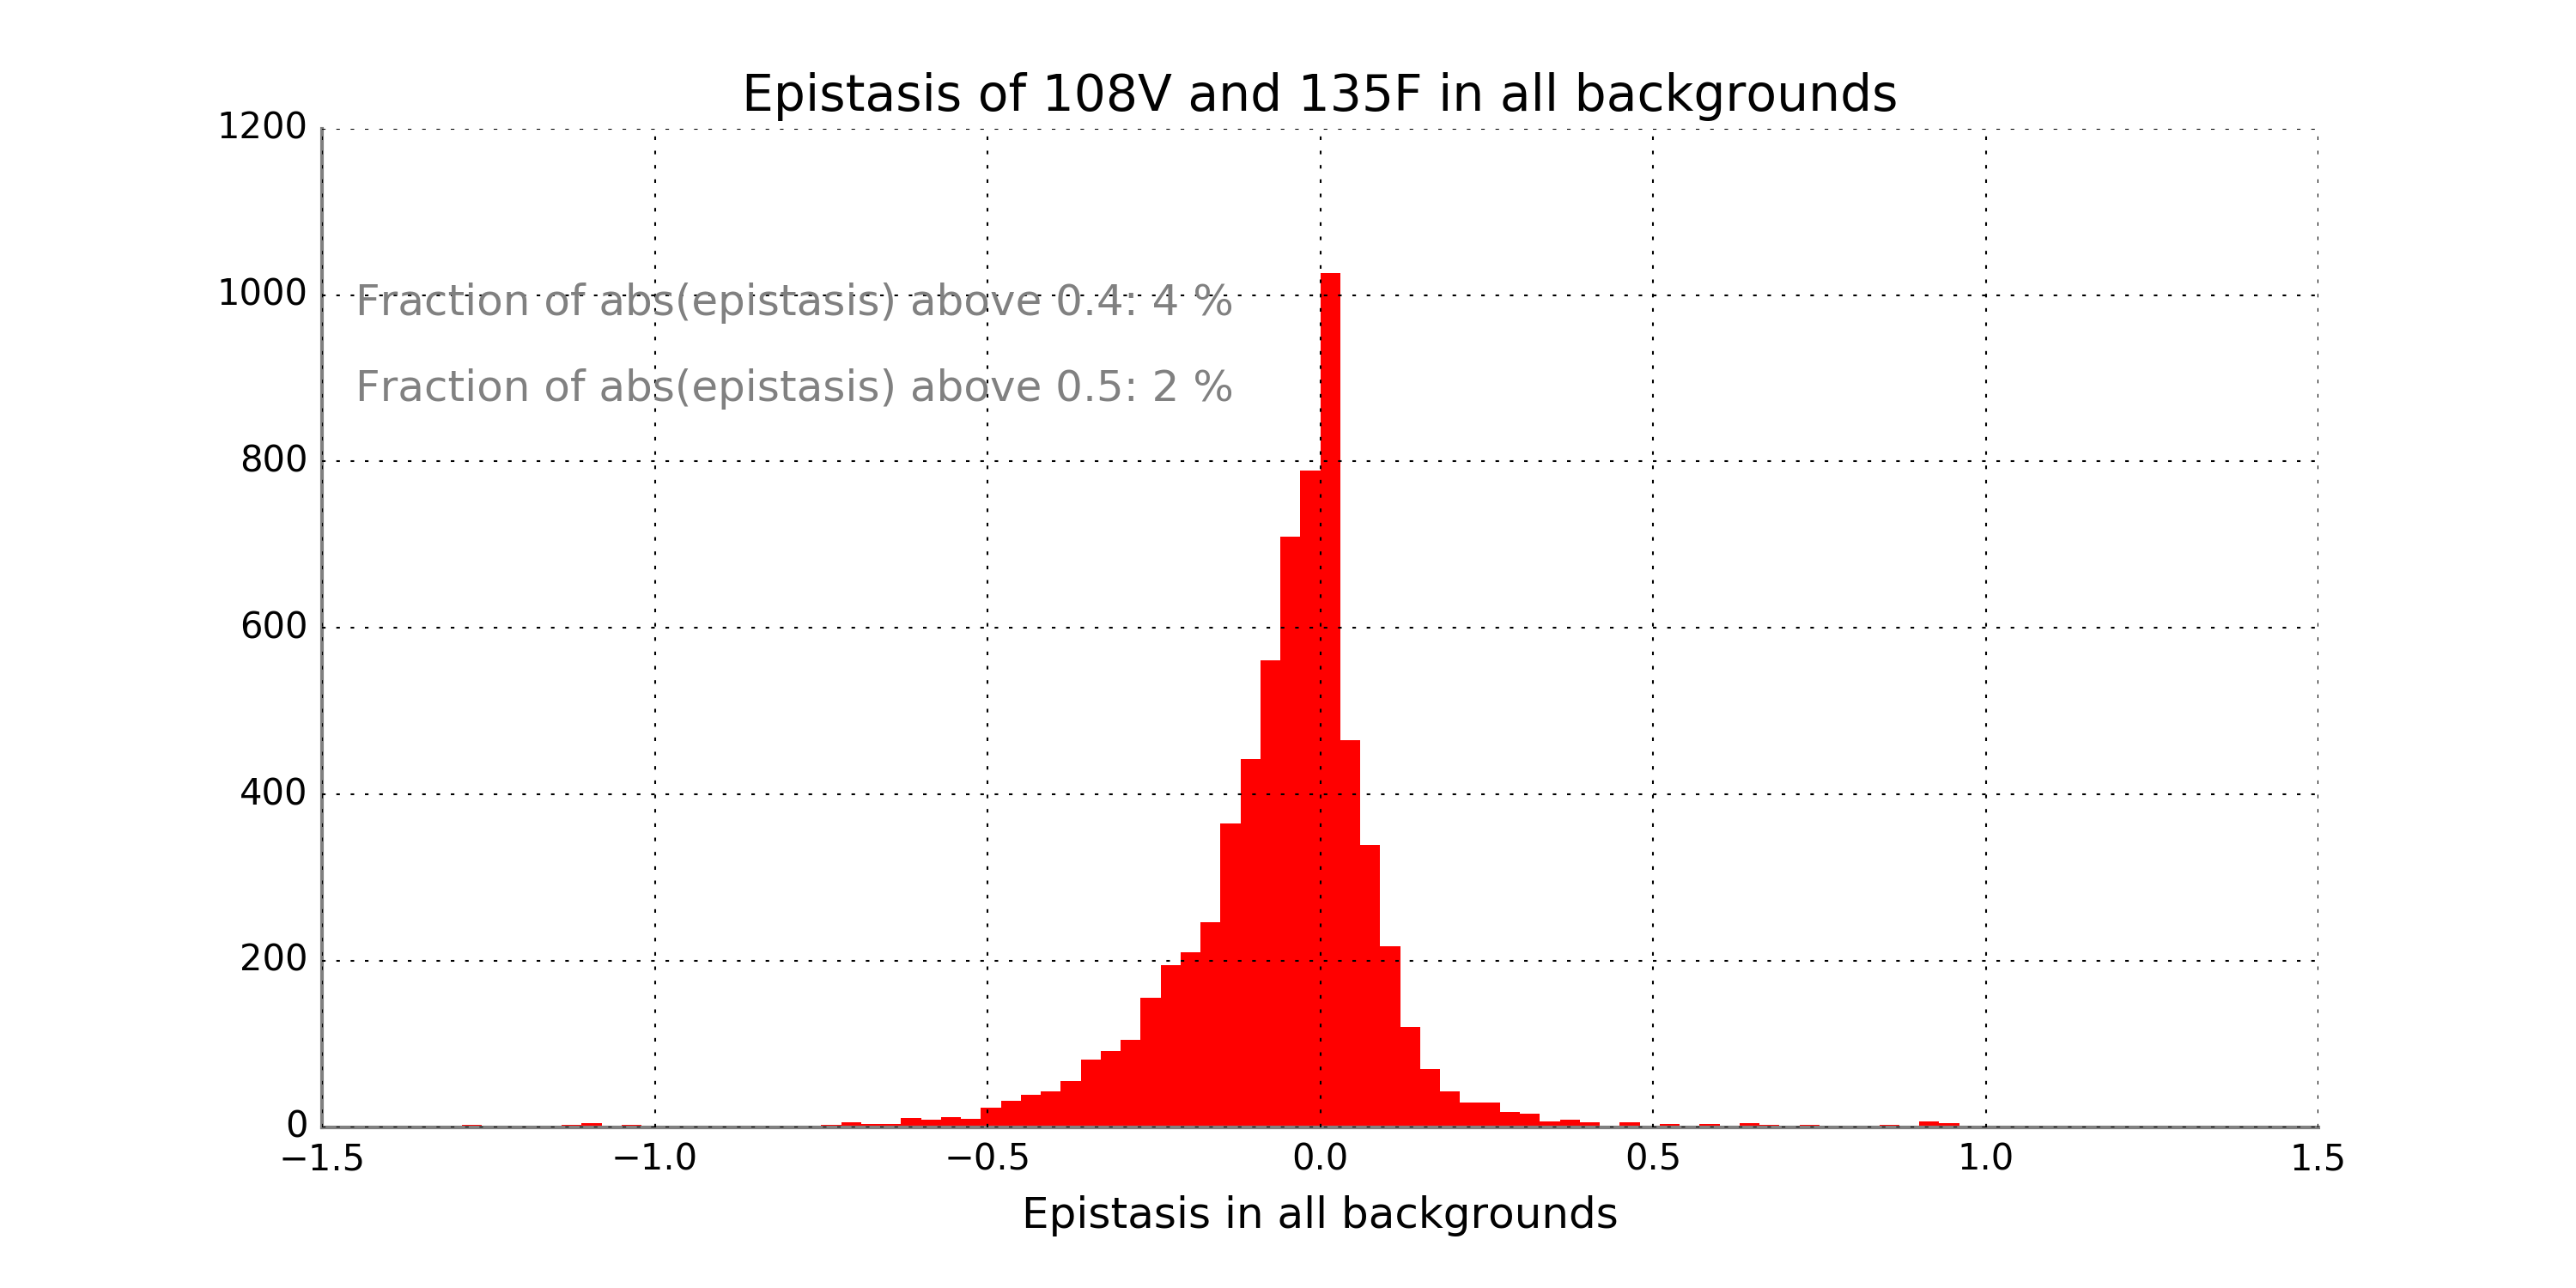 Epistasis of 108V and 135F in all backgrounds
1200
1000
Fraction of abs(epistasis) above 0.4: 4 %
Fraction of abs(epistasis) above 0.5: 2 %
800
600
400
200
0
−1.5 −1.0 −0.5 0.0 0.5 1.0 1.5
Epistasis in all backgrounds